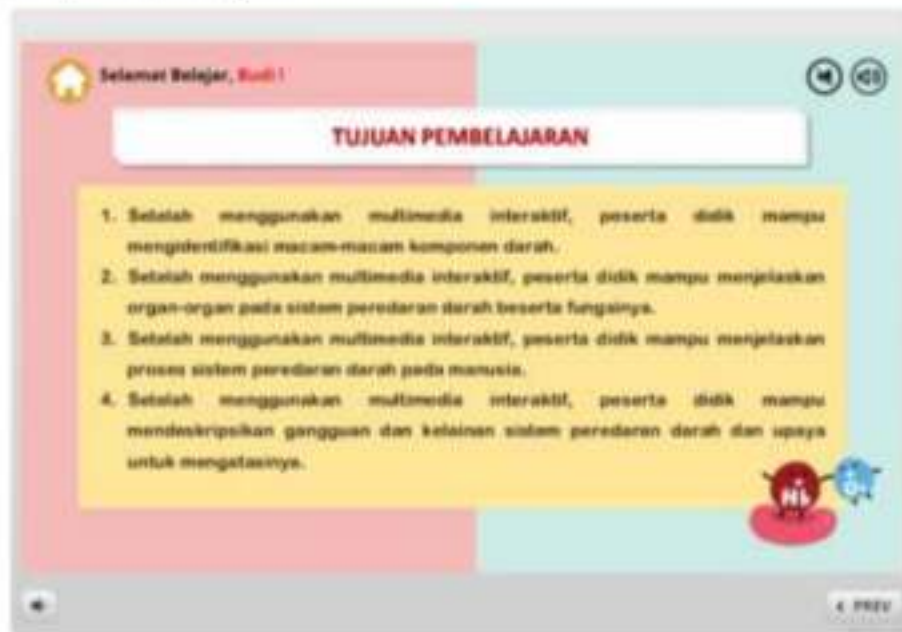 Selamat Belajar, Budi !
TUJUAN PEMBELAJARAN
1. Setelah menggunakan multimedia interaktif, peserta didik mampu
mengidentifikasi macam-macam komponen darah.
2. Setelah menggunakan multimedia interaktif, peserta didik mampu menjelaskan
organ-organ pada sistem peredaran darah beserta fungsinya.
3. Setelah menggunakan multimedia interaktif, peserta didik mampu menjelaskan
proses sistem peredaran darah pada manusia.
4. Setelah menggunakan multimedia interaktif, peserta didik mampu
mendeskripsikan gangguan dan kelainan sistem peredaran darah dan upaya
untuk mengatasinya.
Hb
PREV